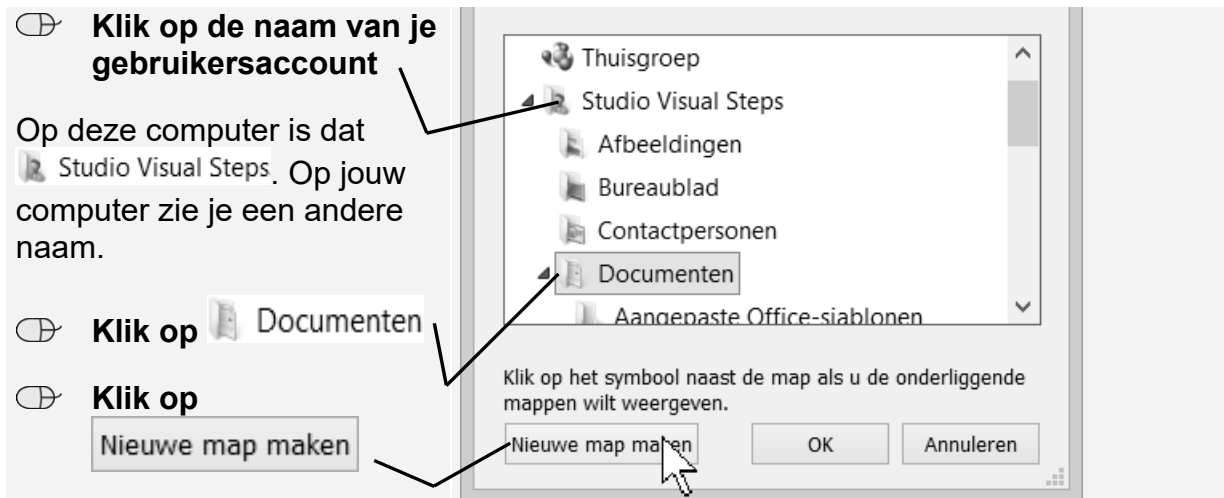 Klik op de naam van je
gebruikersaccount
Op deze computer is dat
Studio Visual Steps. Op jouw
computer zie je een andere
naam.
Klik op Documenten
Klik op
Nieuwe map maken
Thuisgroep
Studio Visual Steps
Afbeeldingen
Bureaublad
Contactpersonen
Documenten
Aangepaste Office-sjablonen
Klik op het symbool naast de map als u de onderliggende
mappen wilt weergeven.
Nieuwe map maken OK Annuleren